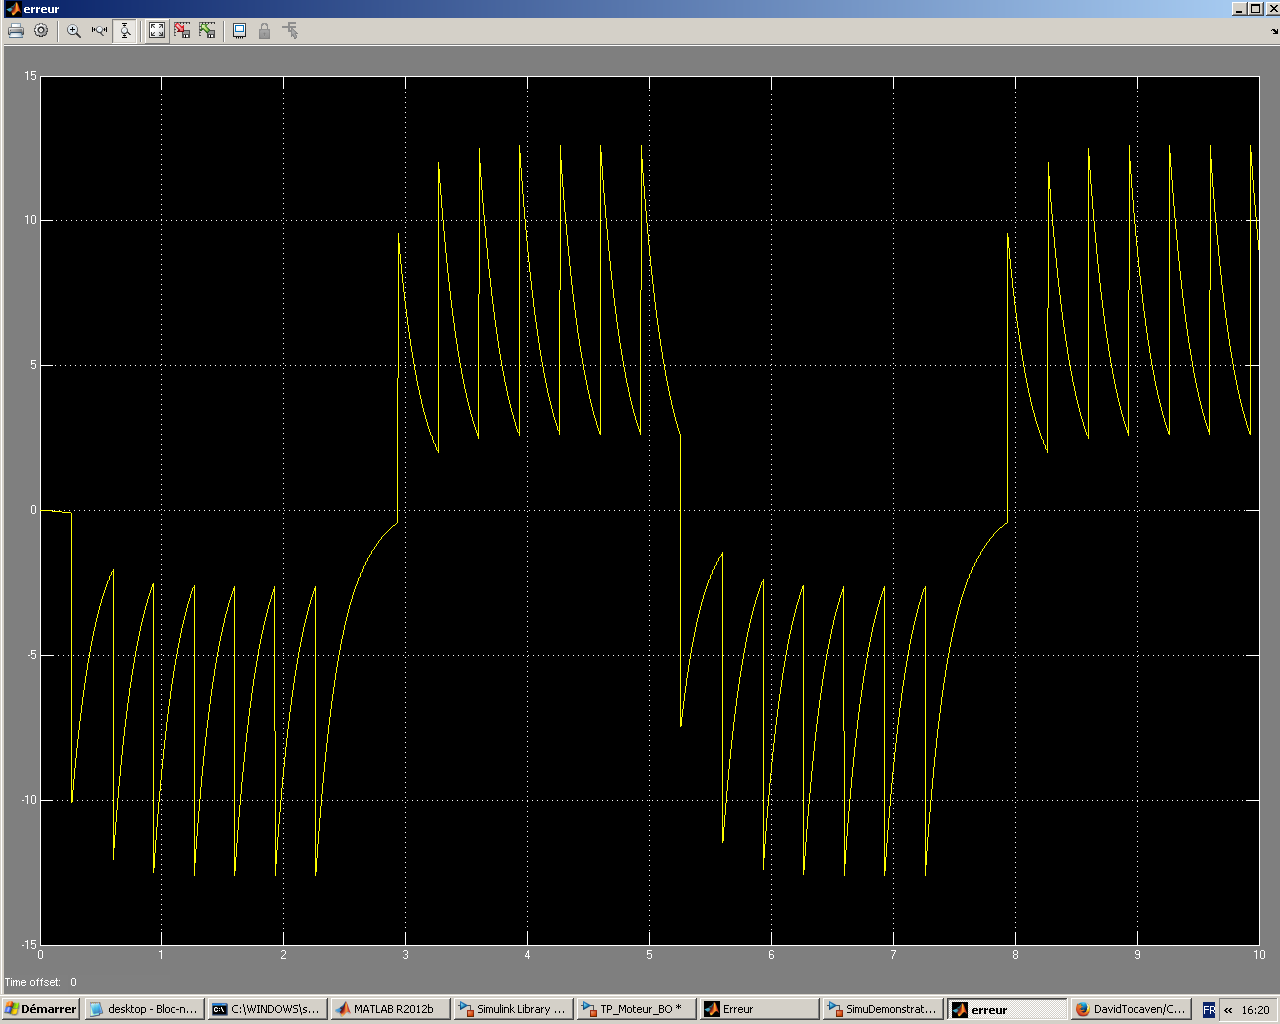 erreur
15
10
5
0
-5
-10
-15
0 1 2 3 4 5 6 7 8 9 10
Time offset: 0
Démarrer desktop - Bloc-n... C:\WINDOWS\s... MATLAB R2012b Simulink Library ... TP_Moteur_BO * Erreur SimuDemonstrat... erreur DavidTocaven/C... FR « 16:20